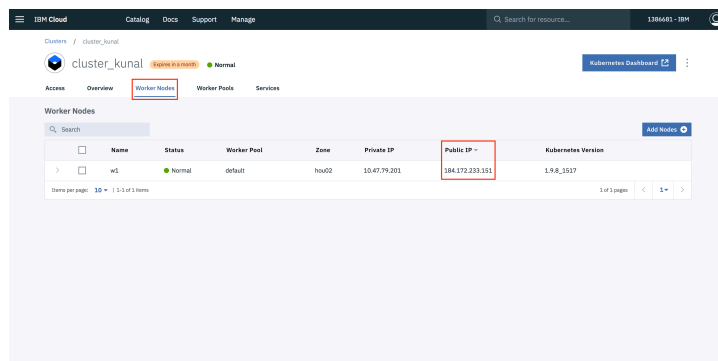 IBM Cloud Catalog Docs Support Manage Search for resource... 1386601 - IBM
Clusters / cluster_kunal
cluster_kunal Expires in a month Normal Kubernetes Dashboard
Access Overview Worker Nodes Worker Pools Services
Worker Nodes
Search Add Nodes
Name Status Worker Pool Zone Private IP Public IP Kubernetes Version
w1 Normal default hou02 10.47.79.201 184.172.233.151 1.9.8_1517
Items per page: 10 | 1-1 of 1 items 1 of 1 pages 1